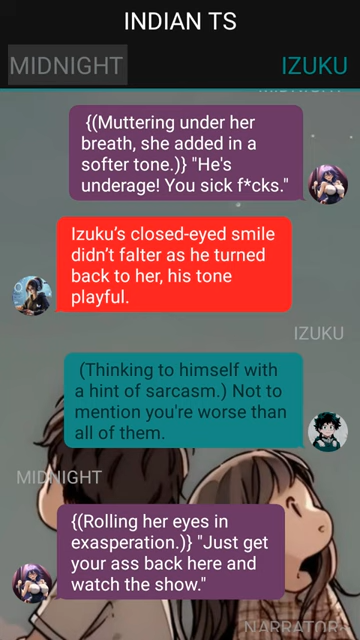 INDIAN TS
MIDNIGHT
IZUKU
{(Muttering under her
breath, she added in a
softer tone.)} "He's
underage! You sick f*cks."
Izuku's closed-eyed smile
didn't falter as he turned
back to her, his tone
playful.
IZUKU
(Thinking to himself with
a hint of sarcasm.) Not to
mention you're worse than
all of them.
MIDNIGHT
{(Rolling her eyes in
exasperation.)} "Just get
your ass back here and
watch the show."
NARRATOR